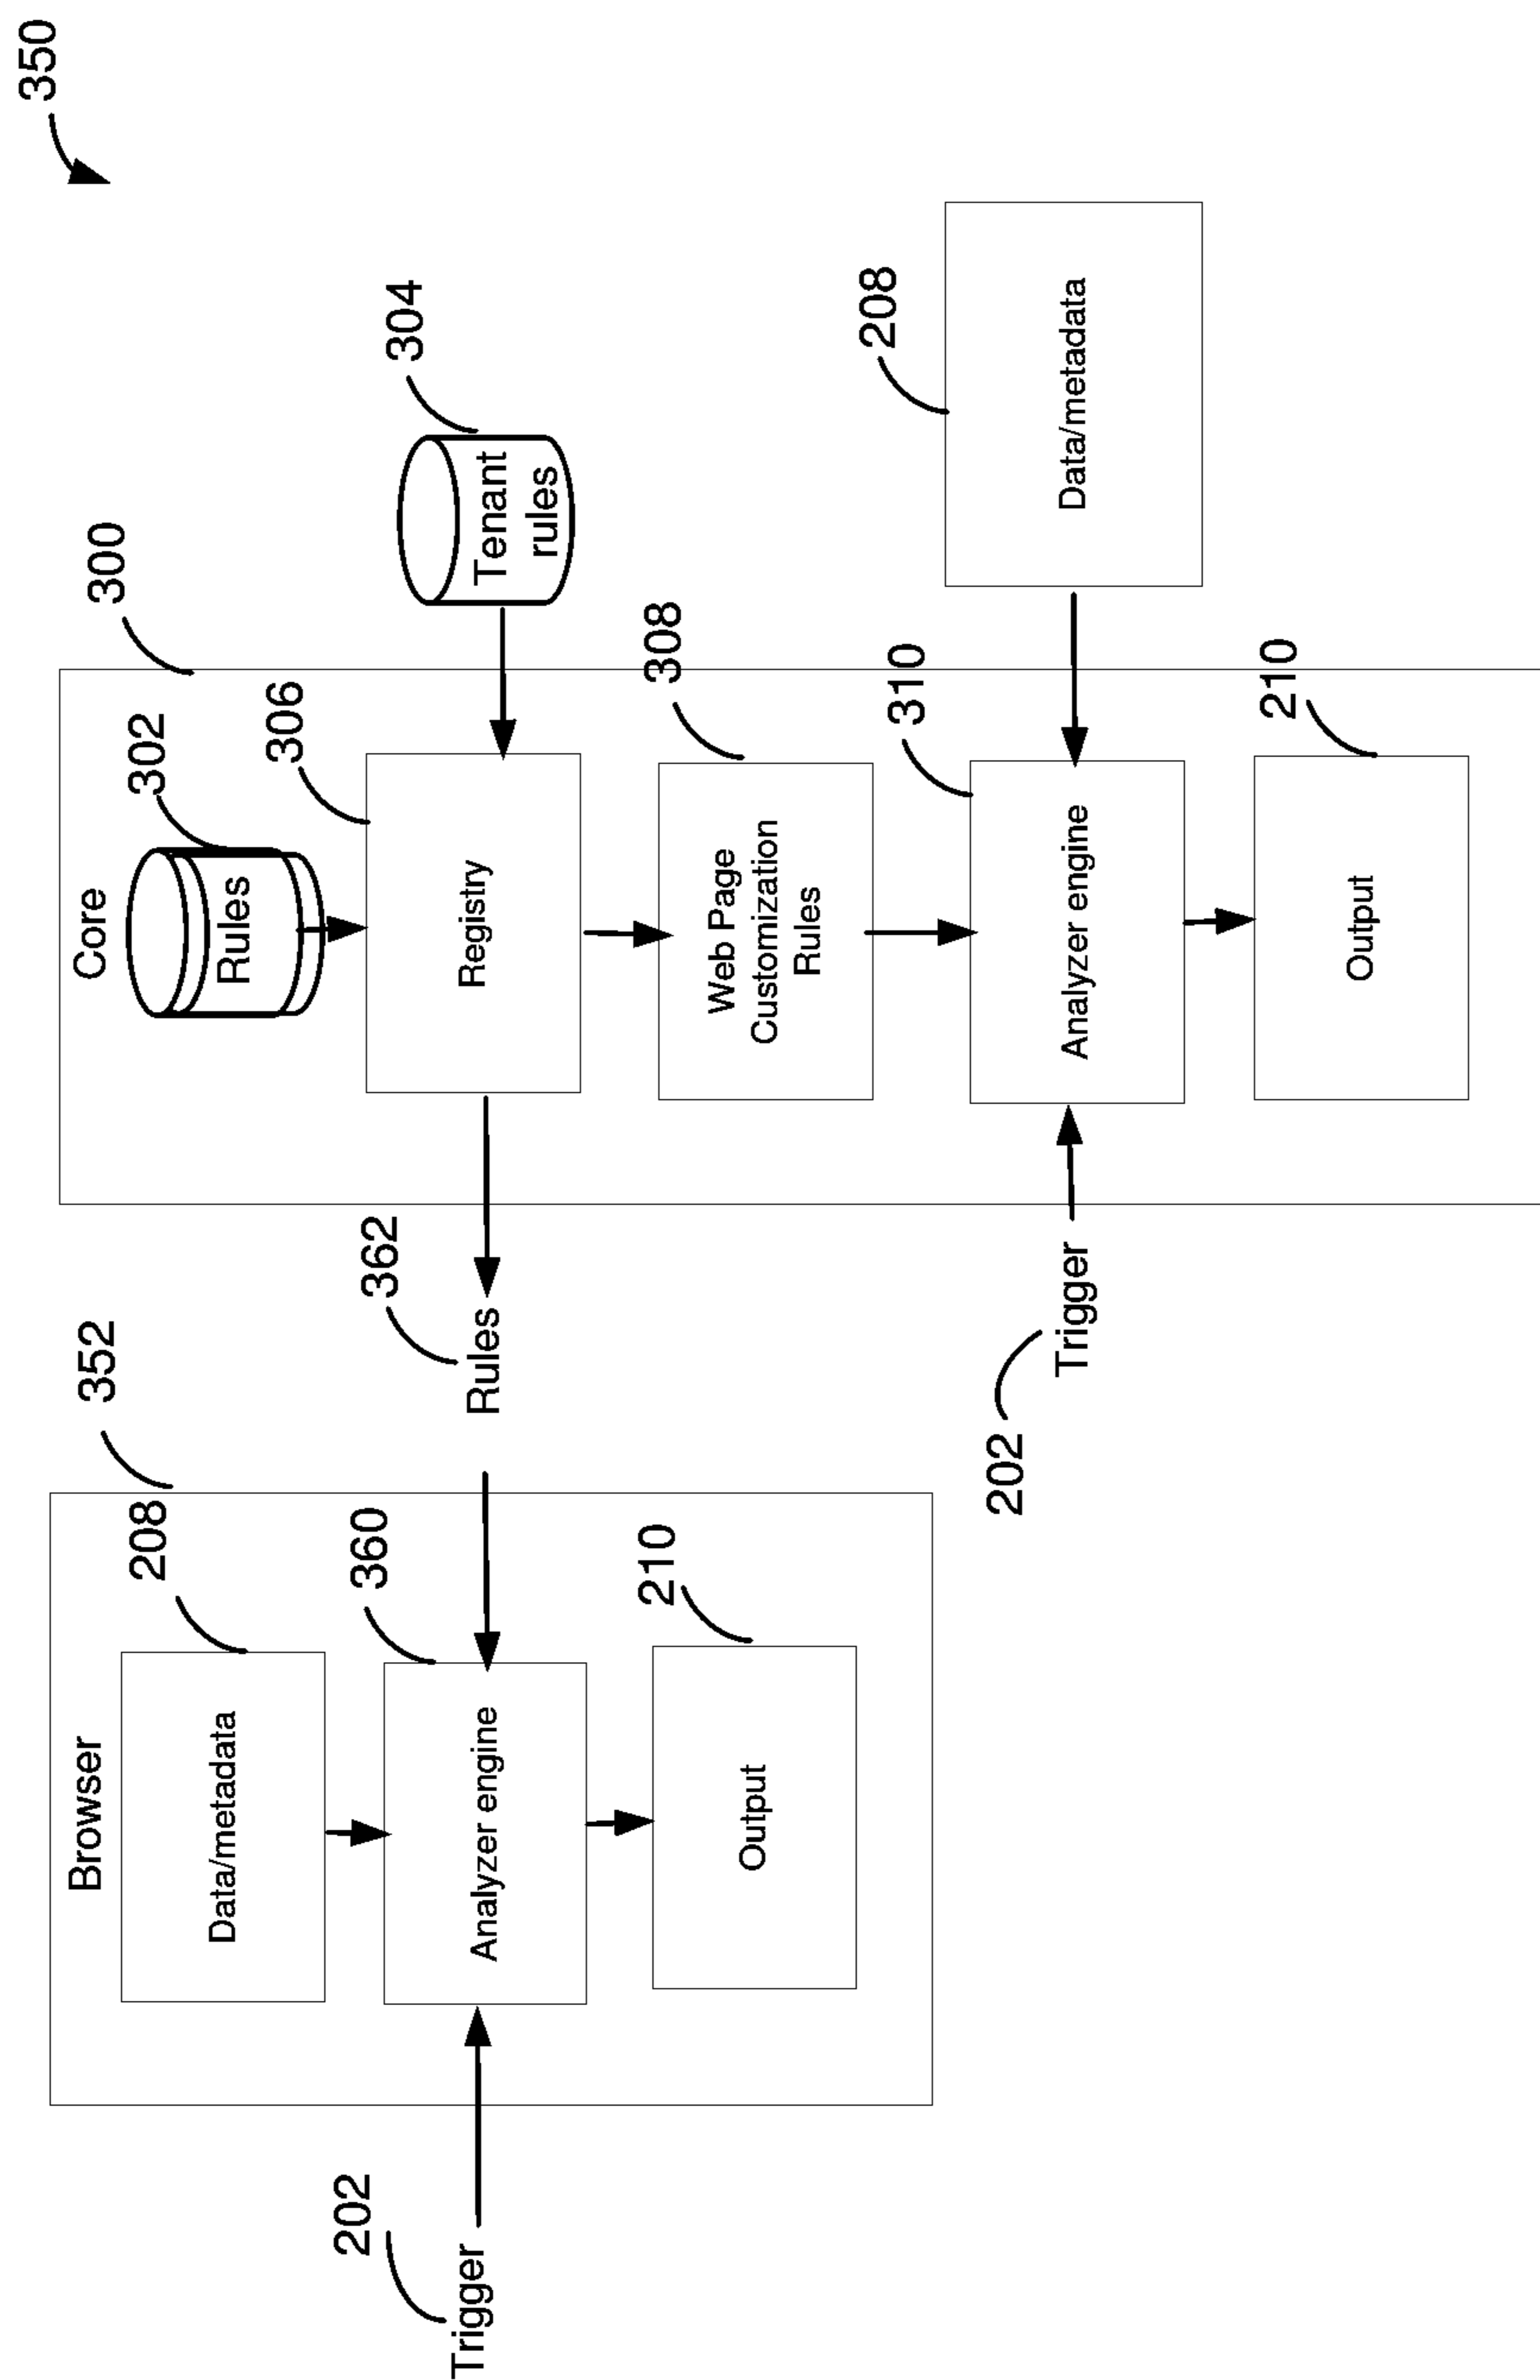 350
Browser
352
208
Data/metadata
Trigger
202
360
Analyzer engine
210
Output
Rules
362
Core
300
302
Rules
306
Registry
304
Tenant
rules
308
Web Page
Customization
Rules
310
Analyzer engine
202
Trigger
208
Data/metadata
210
Output